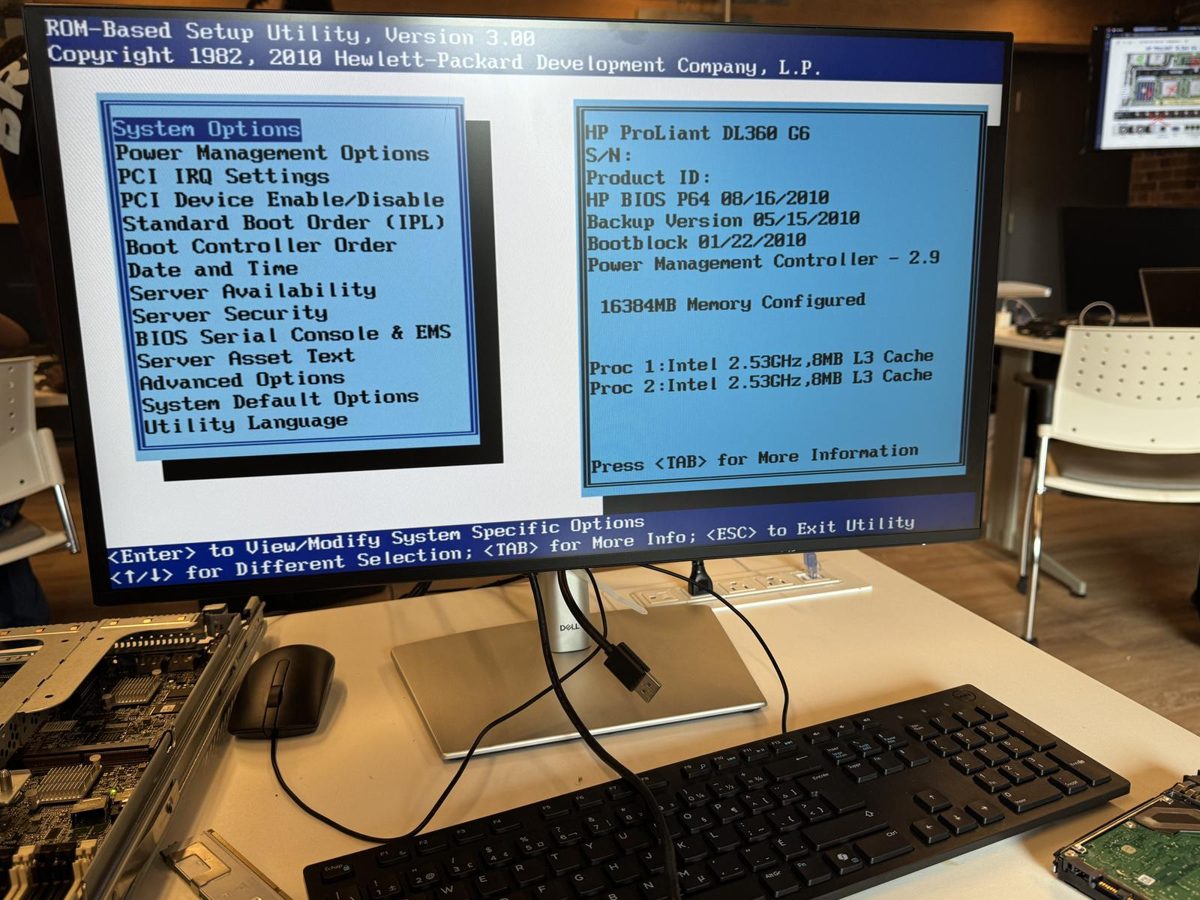 ROM-Based Setup Utility, Version 3.00
Copyright 1982, 2010 Hewlett-Packard Development Company, L.P.
System Options
Power Management Options
PCI IRQ Settings
PCI Device Enable/Disable
Standard Boot Order (IPL)
Boot Controller Order
Date and Time
Server Availability
Server Security
BIOS Serial Console & EMS
Server Asset Text
Advanced Options
System Default Options
Utility Language
HP ProLiant DL360 G6
S/N:
Product ID:
HP BIOS P64 08/16/2010
Backup Version 05/15/2010
Bootblock 01/22/2010
Power Management Controller - 2.9
16384MB Memory Configured
Proc 1:Intel 2.53GHz,8MB L3 Cache
Proc 2:Intel 2.53GHz,8MB L3 Cache
Press <TAB> for More Information
<Enter> to View/Modify System Specific Options
<↑/↓> for Different Selection; <TAB> for More Info; <ESC> to Exit Utility
DELL